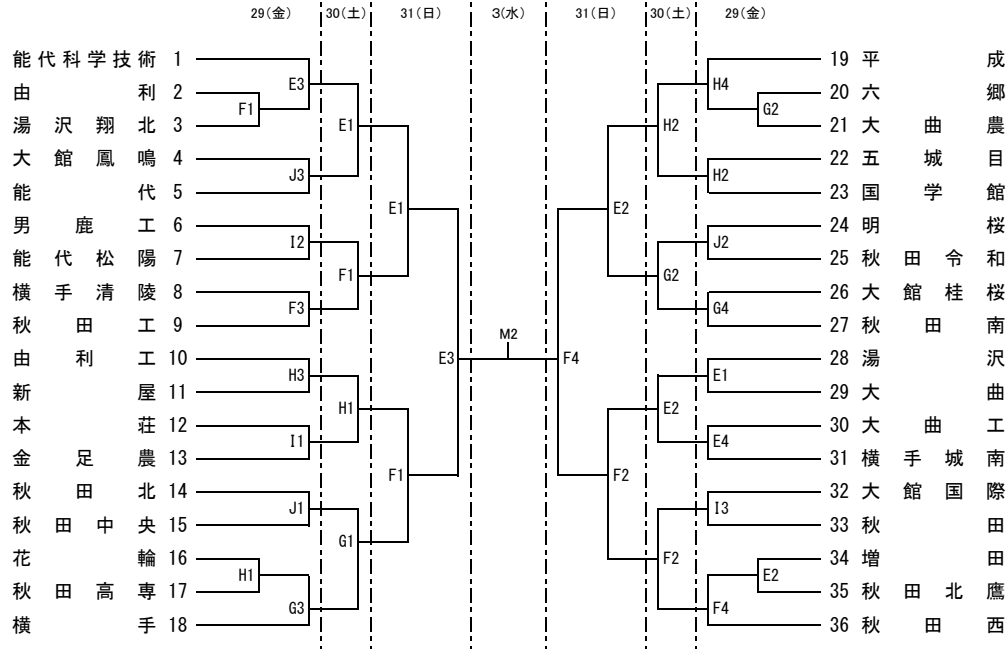 29(金) 30(土) 31(日) 3(水) 31(日) 30(土) 29(金)
能代科学技術 1 19 平成
E3 H4
由利 2 20 六郷
F1 G2
湯沢翔北 3 21 大曲農
E1 H2
大館鳳鳴 4 22 五城目
J3 H2
能代 5 23 国学館
E1 E2
男鹿工 6 24 明桜
I2 J2
能代松陽 7 25 秋田令和
F1 G2
横手清陵 8 26 大館桂桜
F3 G4
秋田工 9 27 秋田南
M2
由利工 10 28 湯沢
E3 F4
H3 E1
新屋 11 29 大曲
H1 E2
本荘 12 30 大曲工
I1 E4
金足農 13 31 横手城南
F1 F2
秋田北 14 32 大館国際
J1 I3
秋田中央 15 33 秋田
G1 F2
花輪 16 34 増田
H1 E2
秋田高専 17 35 秋田北鷹
G3 F4
横手 18 36 秋田西